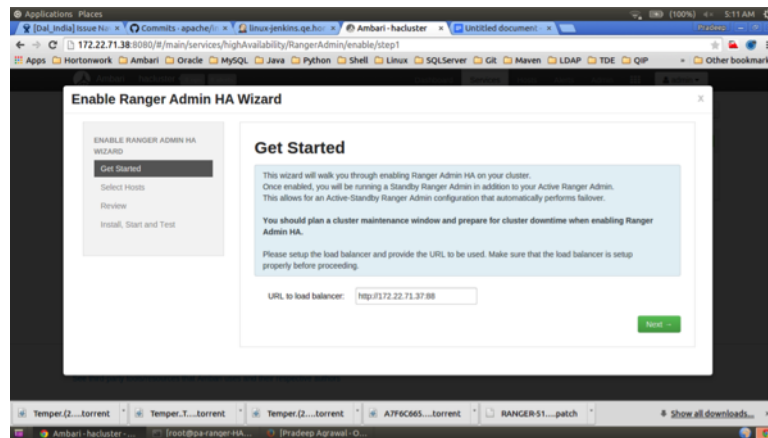 Applications Places
(100%)
5:11 AM
[Dal_India] Issue Na
Commits · apache/
linux-jenkins.qe.ho
Ambari - hacluster
Untitled document -
Pradeep
172.22.71.38:8080/#/main/services/highAvailability/RangerAdmin/enable/step1
Apps Hortonwork Ambari Oracle MySQL Java Python Shell Linux SQLServer Git Maven LDAP TDE QIP » Other bookmark
Ambari hacluster
Services
admin
Enable Ranger Admin HA Wizard
X
ENABLE RANGER ADMIN HA
WIZARD
Get Started
Select Hosts
Review
Install, Start and Test
Get Started
This wizard will walk you through enabling Ranger Admin HA on your cluster.
Once enabled, you will be running a Standby Ranger Admin in addition to your Active Ranger Admin.
This allows for an Active-Standby Ranger Admin configuration that automatically performs failover.
You should plan a cluster maintenance window and prepare for cluster downtime when enabling Ranger
Admin HA.
Please setup the load balancer and provide the URL to be used. Make sure that the load balancer is setup
properly before proceeding.
URL to load balancer: http://172.22.71.37:88
Next →
Temper.(2....torrent
Temper..T....torrent
Temper.(2....torrent
A7F6C665....torrent
RANGER-51....patch
Show all downloads...
Ambari - hacluster - ...
[root@pa-ranger-HA...
[Pradeep Agrawal - O...